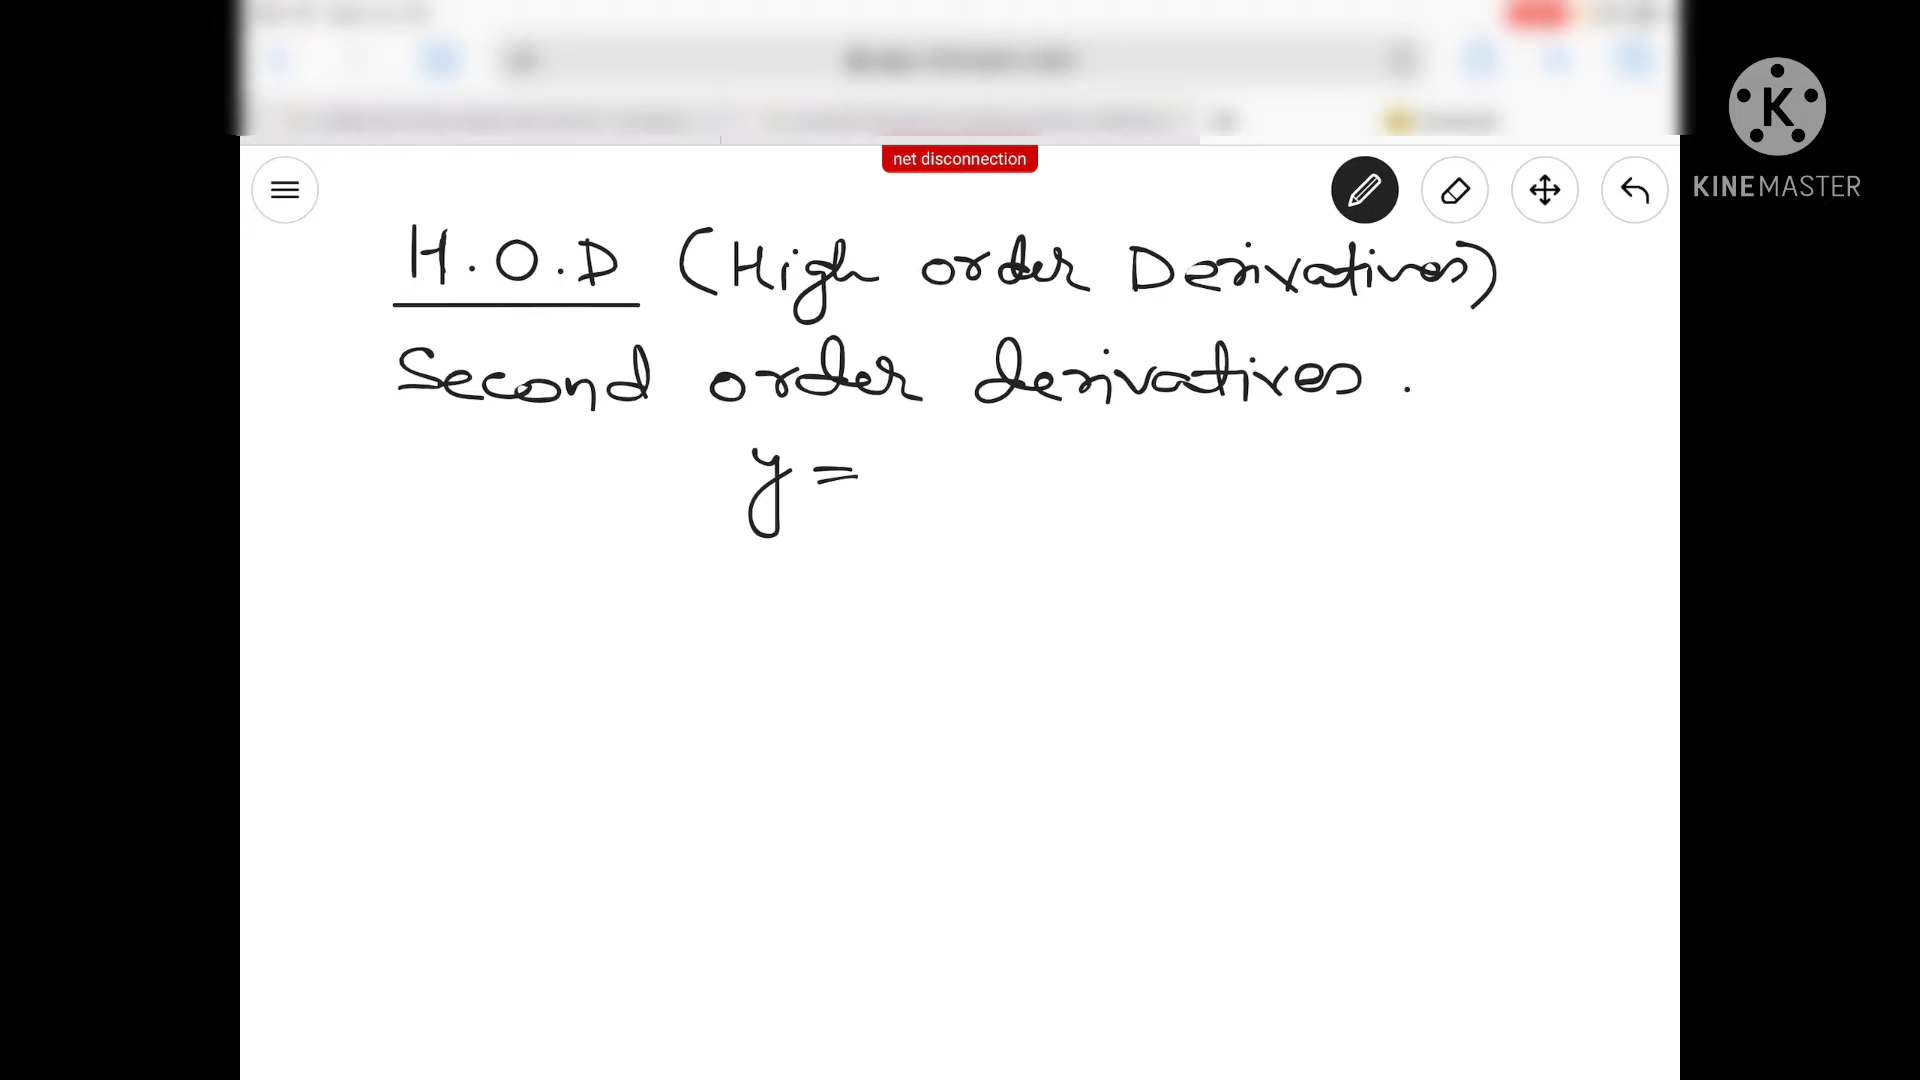 KINEMASTER
net disconnection
H.O.D (High order Derivatives)
Second order derivatives.
y =